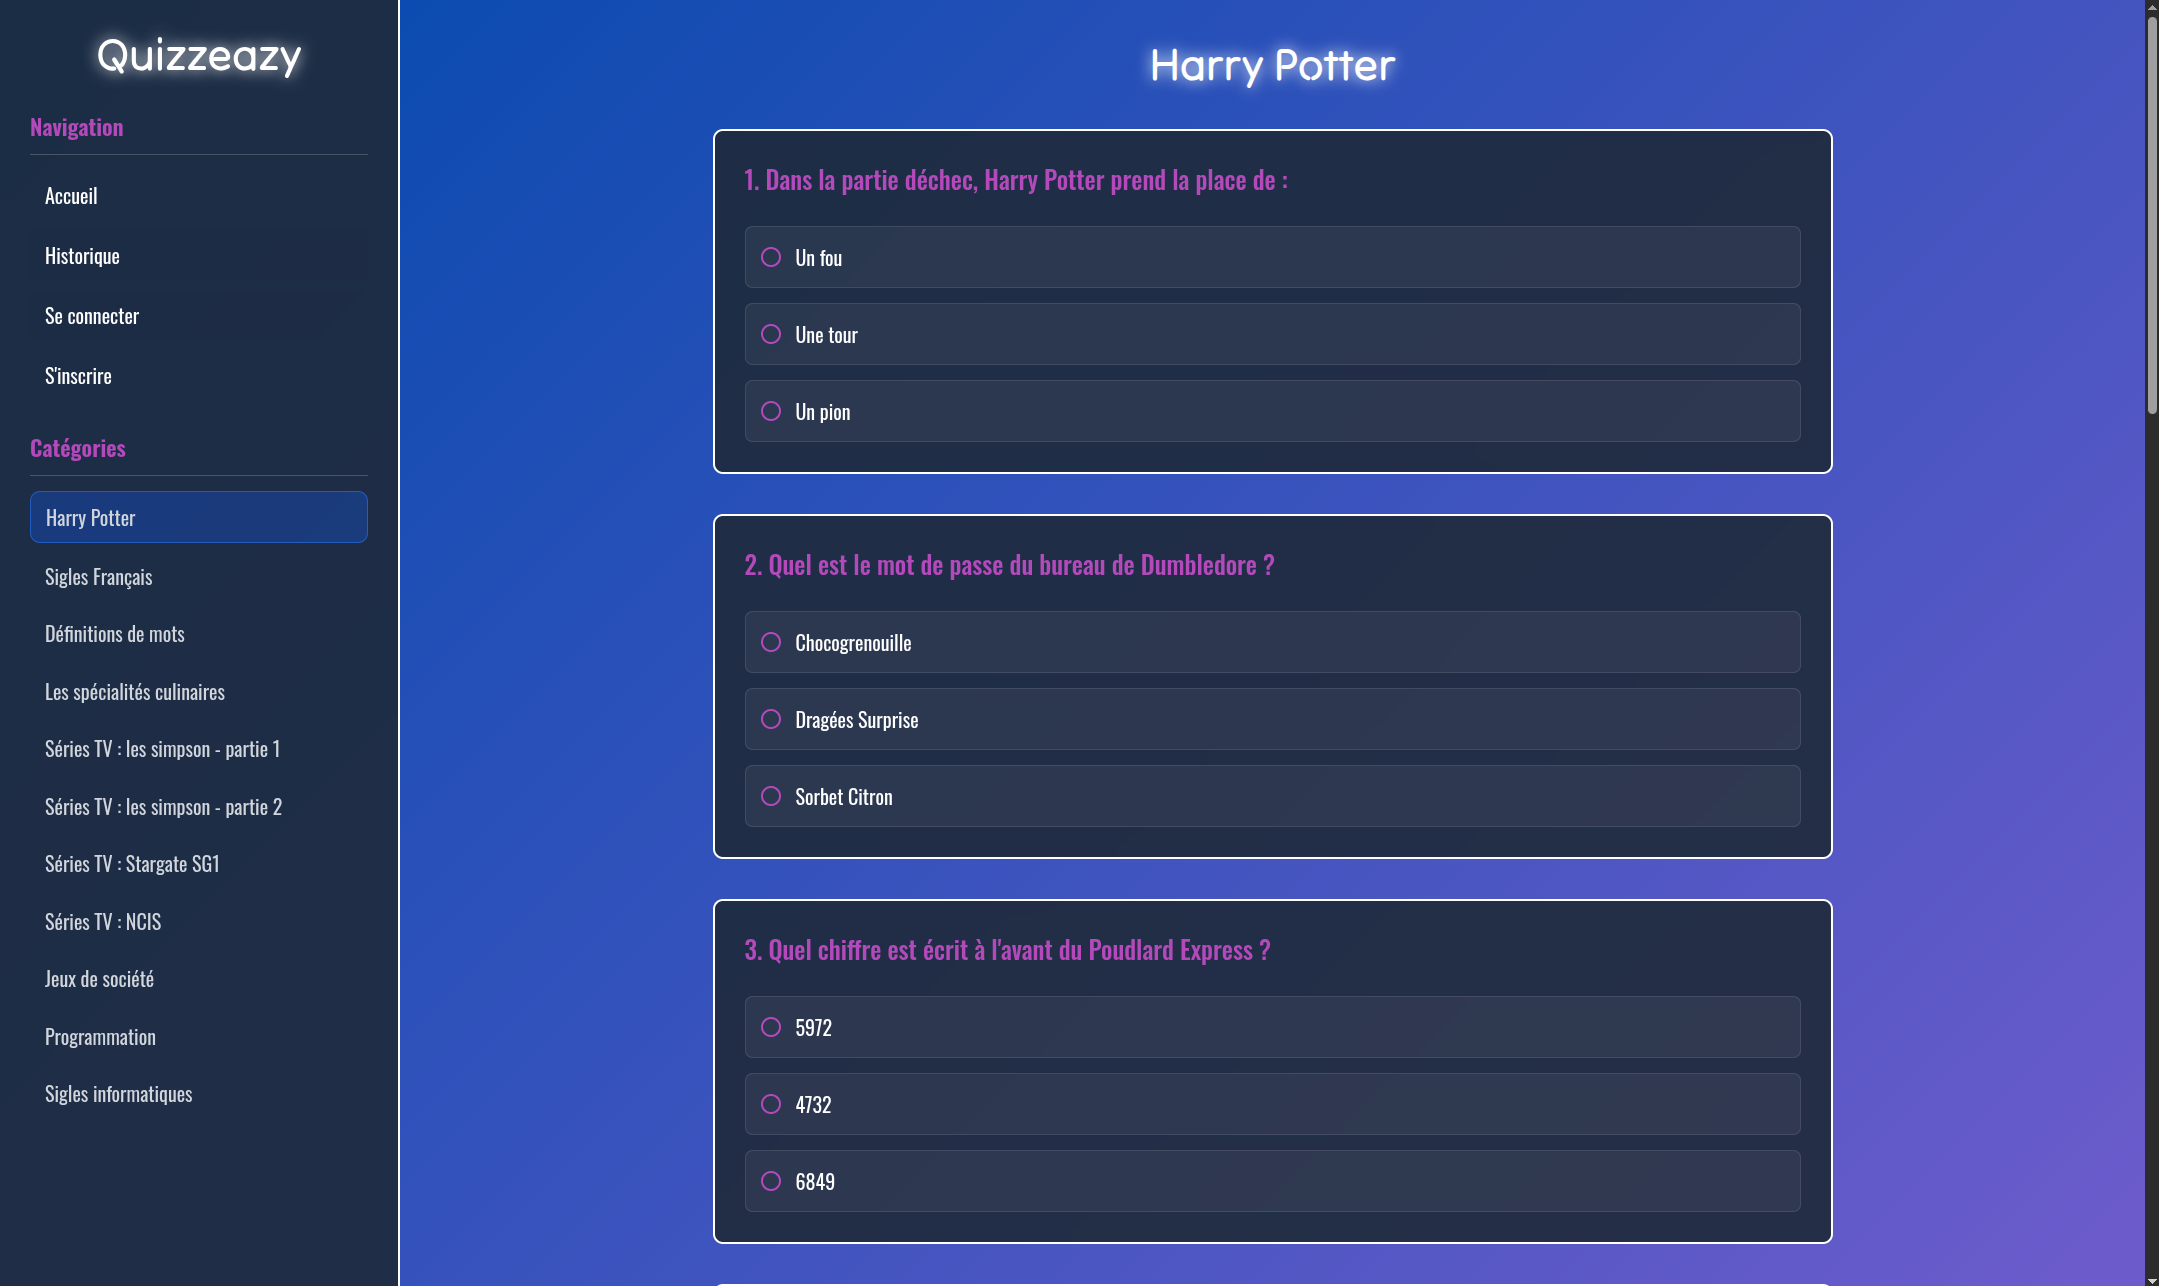 Quizzeazy
Navigation
Accueil
Historique
Se connecter
S'inscrire
Catégories
Harry Potter
Sigles Français
Définitions de mots
Les spécialités culinaires
Séries TV : les simpson - partie 1
Séries TV : les simpson - partie 2
Séries TV : Stargate SG1
Séries TV : NCIS
Jeux de société
Programmation
Sigles informatiques
Harry Potter
1. Dans la partie déchec, Harry Potter prend la place de :
Un fou
Une tour
Un pion
2. Quel est le mot de passe du bureau de Dumbledore ?
Chocogrenouille
Dragées Surprise
Sorbet Citron
3. Quel chiffre est écrit à l'avant du Poudlard Express ?
5972
4732
6849